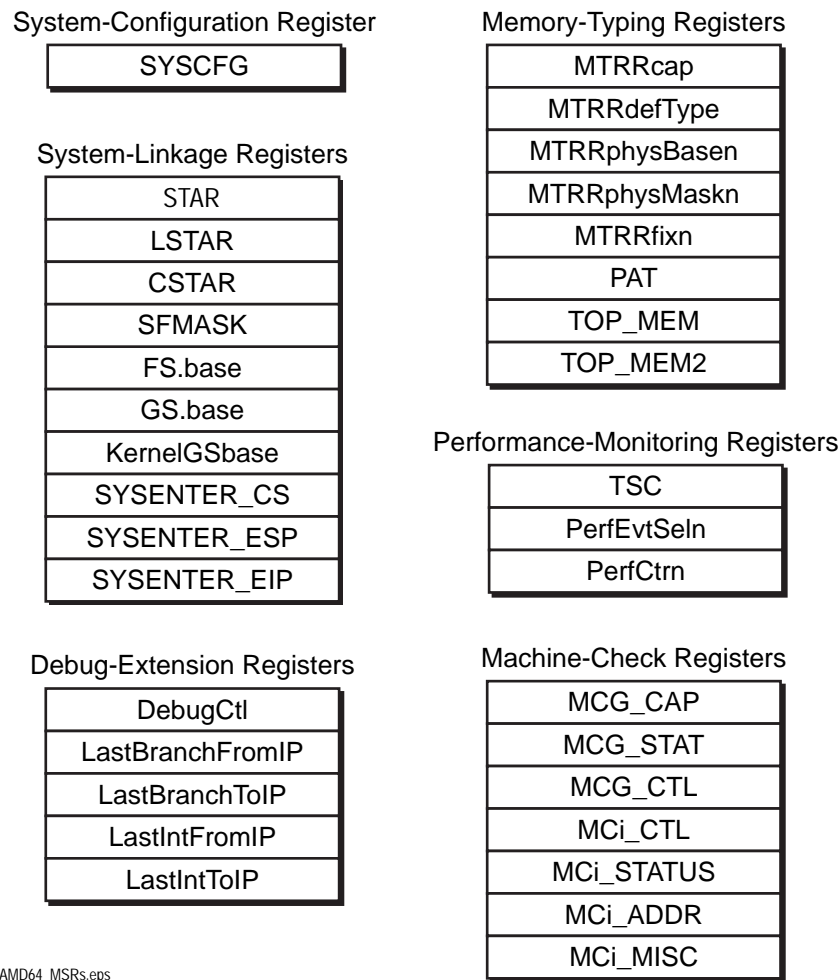 System-Configuration Register
SYSCFG
System-Linkage Registers
STAR
LSTAR
CSTAR
SFMASK
FS.base
GS.base
KernelGSbase
SYSENTER_CS
SYSENTER_ESP
SYSENTER_EIP
Debug-Extension Registers
DebugCtl
LastBranchFromIP
LastBranchToIP
LastIntFromIP
LastIntToIP
Memory-Typing Registers
MTRRcap
MTRRdefType
MTRRphysBasen
MTRRphysMaskn
MTRRfixn
PAT
TOP_MEM
TOP_MEM2
Performance-Monitoring Registers
TSC
PerfEvtSeln
PerfCtrn
Machine-Check Registers
MCG_CAP
MCG_STAT
MCG_CTL
MCi_CTL
MCi_STATUS
MCi_ADDR
MCi_MISC
AMD64_MSRs.eps